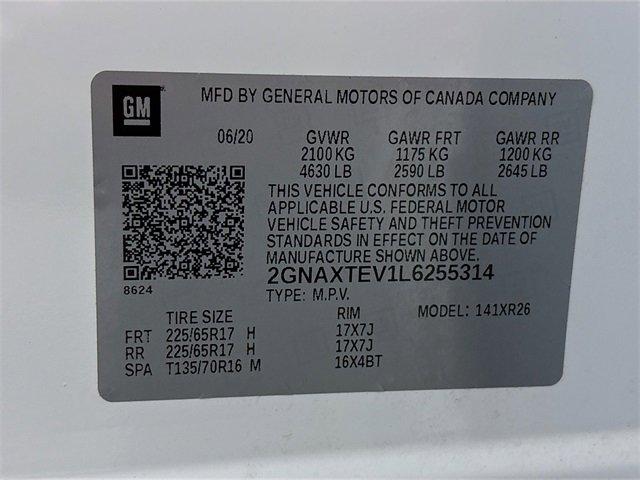 GM
MFD BY GENERAL MOTORS OF CANADA COMPANY
06/20 GVWR GAWR FRT GAWR RR
2100 KG 1175 KG 1200 KG
4630 LB 2590 LB 2645 LB
THIS VEHICLE CONFORMS TO ALL
APPLICABLE U.S. FEDERAL MOTOR
VEHICLE SAFETY AND THEFT PREVENTION
STANDARDS IN EFFECT ON THE DATE OF
MANUFACTURE SHOWN ABOVE.
2GNAXTEV1L6255314
8624
TYPE: M.P.V. MODEL: 141XR26
TIRE SIZE RIM
FRT 225/65R17 H 17X7J
RR 225/65R17 H 17X7J
SPA T135/70R16 M 16X4BT